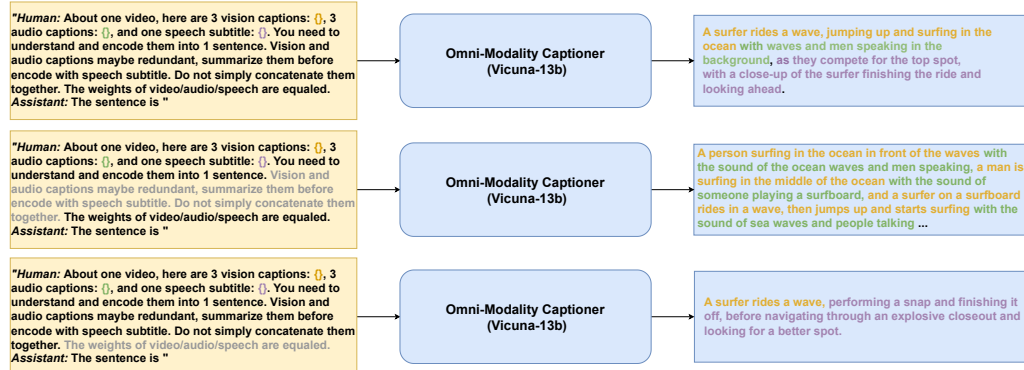 "Human: About one video, here are 3 vision captions: {}, 3
audio captions: {}, and one speech subtitle: {}. You need to
understand and encode them into 1 sentence. Vision and
audio captions maybe redundant, summarize them before
encode with speech subtitle. Do not simply concatenate them
together. The weights of video/audio/speech are equaled.
Assistant: The sentence is "
Omni-Modality Captioner
(Vicuna-13b)
A surfer rides a wave, jumping up and surfing in the
ocean with waves and men speaking in the
background, as they compete for the top spot,
with a close-up of the surfer finishing the ride and
looking ahead.
"Human: About one video, here are 3 vision captions: {}, 3
audio captions: {}, and one speech subtitle: {}. You need to
understand and encode them into 1 sentence. Vision and
audio captions maybe redundant, summarize them before
encode with speech subtitle. Do not simply concatenate them
together. The weights of video/audio/speech are equaled.
Assistant: The sentence is "
Omni-Modality Captioner
(Vicuna-13b)
A person surfing in the ocean in front of the waves with
the sound of the ocean waves and men speaking, a man is
surfing in the middle of the ocean with the sound of
someone playing a surfboard, and a surfer on a surfboard
rides in a wave, then jumps up and starts surfing with the
sound of sea waves and people talking ...
"Human: About one video, here are 3 vision captions: {}, 3
audio captions: {}, and one speech subtitle: {}. You need to
understand and encode them into 1 sentence. Vision and
audio captions maybe redundant, summarize them before
encode with speech subtitle. Do not simply concatenate them
together. The weights of video/audio/speech are equaled.
Assistant: The sentence is "
Omni-Modality Captioner
(Vicuna-13b)
A surfer rides a wave, performing a snap and finishing it
off, before navigating through an explosive closeout and
looking for a better spot.